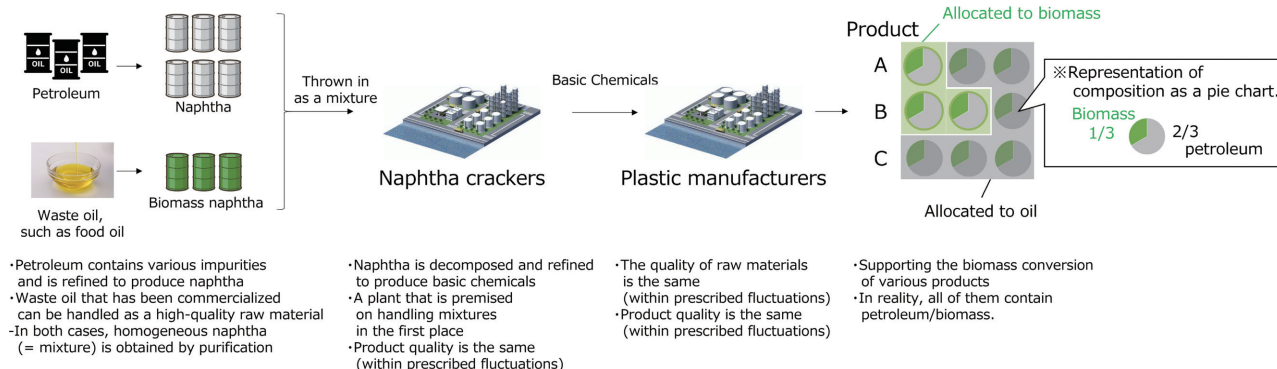 OIL
OIL
OIL
Petroleum
Naphtha
Waste oil,
such as food oil
Biomass naphtha
Thrown in
as a mixture
Naphtha crackers
Basic Chemicals
Plastic manufacturers
Allocated to biomass
Product
A
B
C
※Representation of
composition as a pie chart.
Biomass
1/3
2/3
petroleum
Allocated to oil
・Petroleum contains various impurities
and is refined to produce naphtha
・Waste oil that has been commercialized
can be handled as a high-quality raw material
-In both cases, homogeneous naphtha
(= mixture) is obtained by purification
・Naphtha is decomposed and refined
to produce basic chemicals
・A plant that is premised
on handling mixtures
in the first place
・Product quality is the same
(within prescribed fluctuations)
・The quality of raw materials
is the same
(within prescribed fluctuations)
・Product quality is the same
(within prescribed fluctuations)
・Supporting the biomass conversion
of various products
・In reality, all of them contain
petroleum/biomass.